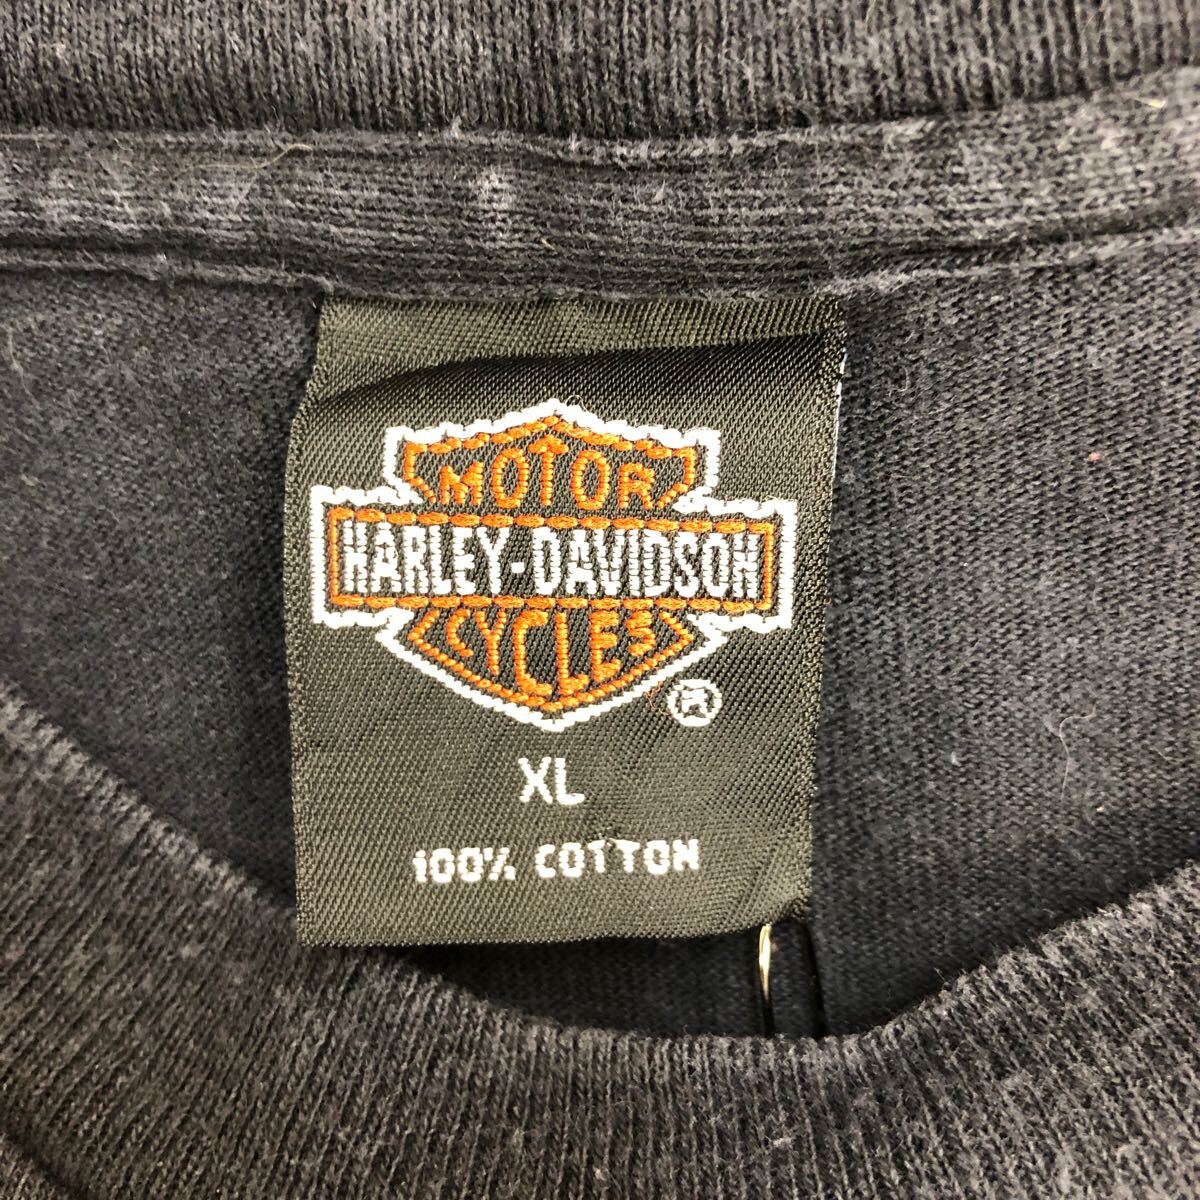 MOTOR
HARLEY-DAVIDSON
CYCLES
®
XL
100% COTTON